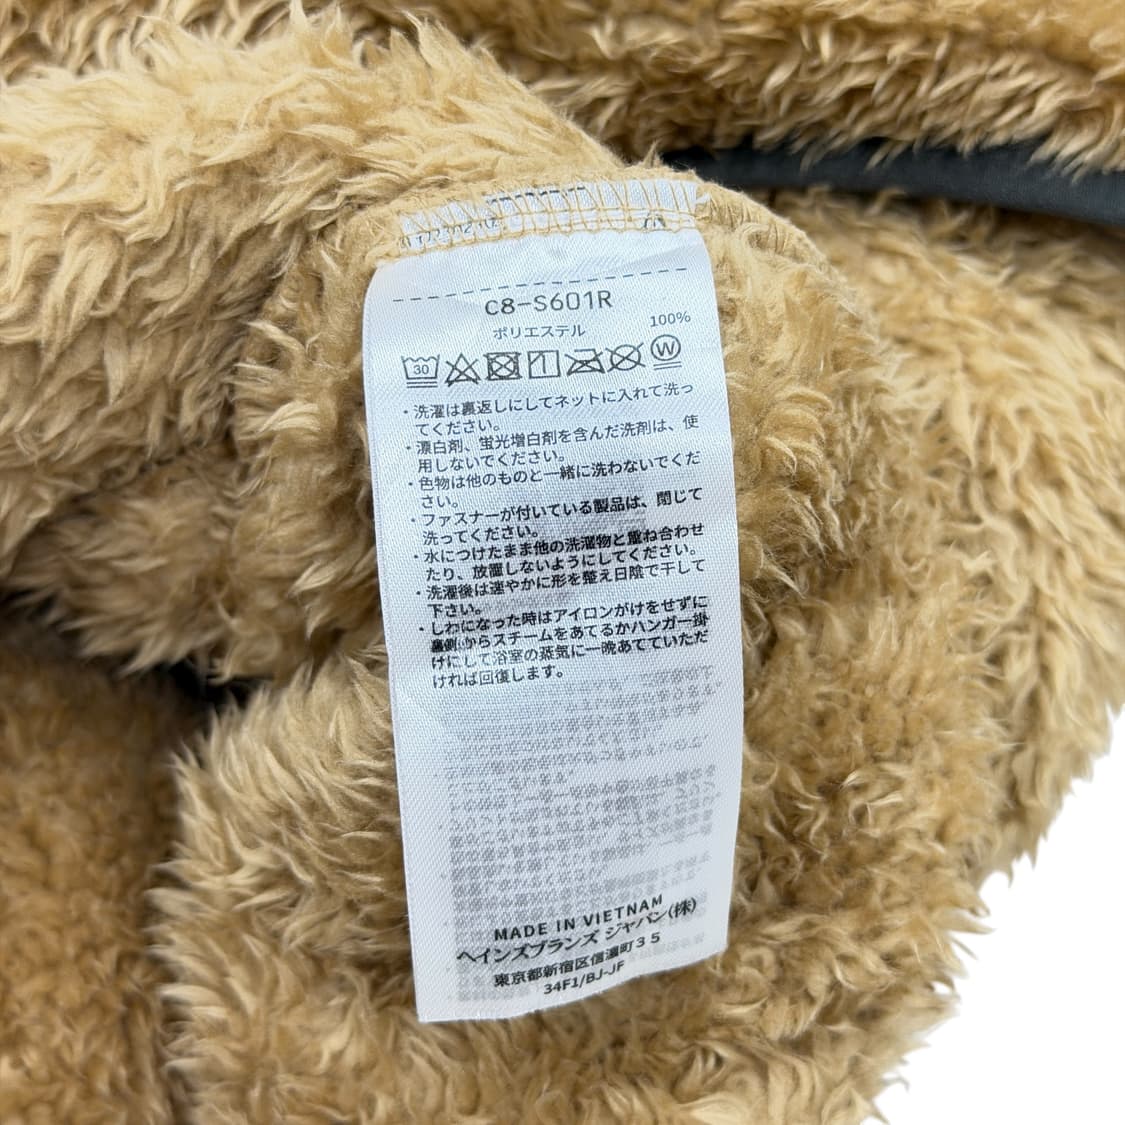 C8-S601R
ポリエステル 100%
30 W
・洗濯は裏返しにしてネットに入れて洗っ
てください。
・漂白剤、蛍光増白剤を含んだ洗剤は、使
用しないでください。
・色物は他のものと一緒に洗わないでくだ
さい。
・ファスナーが付いている製品は、閉じて
洗ってください。
・水につけたまま他の洗濯物と重ね合わせ
たり、放置しないようにしてください。
・洗濯後は速やかに形を整え日陰で干して
下さい。
・しわになった時はアイロンがけをせずに
裏側からスチームをあてるかハンガー掛
けにして浴室の蒸気に一晩あてていただ
ければ回復します。
MADE IN VIETNAM
ヘインズブランズ ジャパン(株)
東京都新宿区信濃町35
34F1/BJ-JF